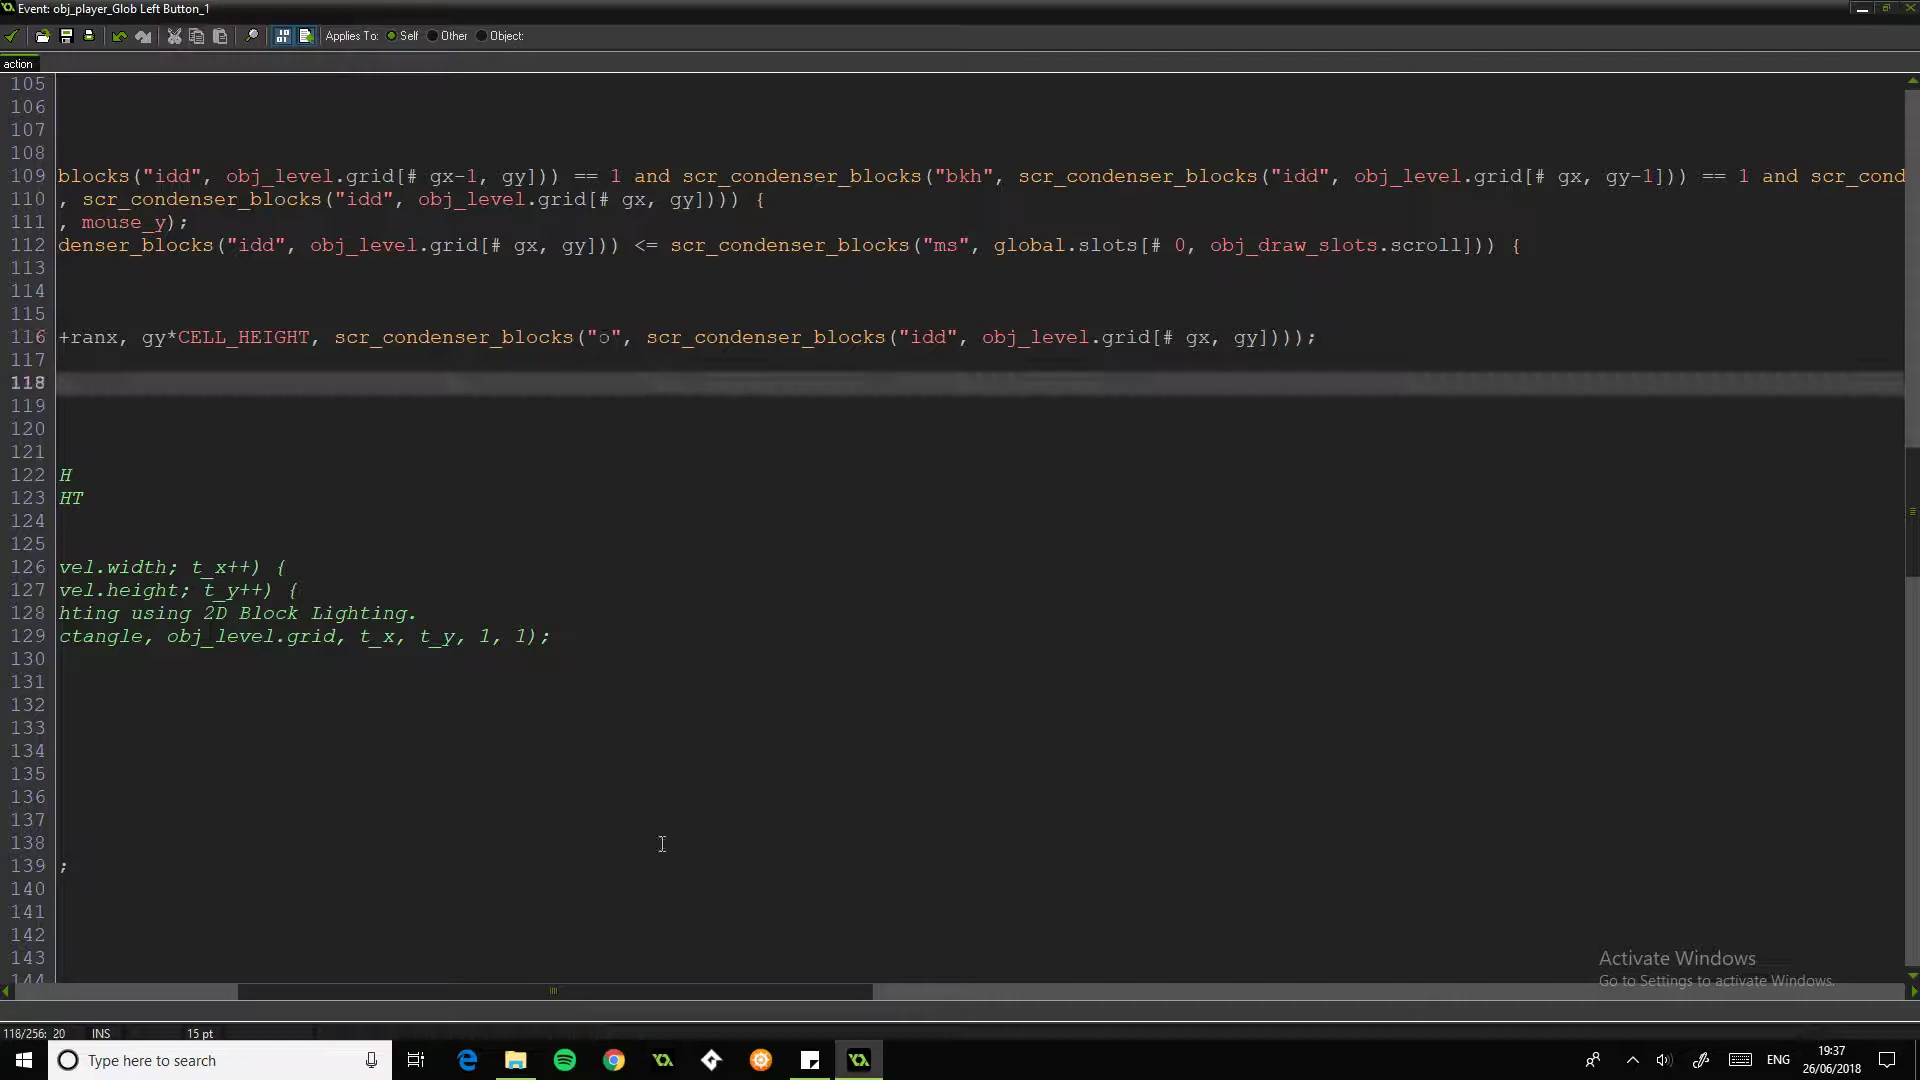 Event: obj_player_Glob Left Button_1
Applies To: Self Other Object:
action
105
106
107
108
109 blocks("idd", obj_level.grid[# gx-1, gy])) == 1 and scr_condenser_blocks("bkh", scr_condenser_blocks("idd", obj_level.grid[# gx, gy-1])) == 1 and scr_cond
110 , scr_condenser_blocks("idd", obj_level.grid[# gx, gy]))) {
111 , mouse_y);
112 denser_blocks("idd", obj_level.grid[# gx, gy])) <= scr_condenser_blocks("ms", global.slots[# 0, obj_draw_slots.scroll])) {
113
114
115
116 +ranx, gy*CELL_HEIGHT, scr_condenser_blocks("o", scr_condenser_blocks("idd", obj_level.grid[# gx, gy])));
117
118
119
120
121
122 H
123 HT
124
125
126 vel.width; t_x++) {
127 vel.height; t_y++) {
128 hting using 2D Block Lighting.
129 ctangle, obj_level.grid, t_x, t_y, 1, 1);
130
131
132
133
134
135
136
137
138
139 ;
140
141
142
143
144
Activate Windows
Go to Settings to activate Windows.
118/256: 20 INS 15 pt
Type here to search
ENG
19:37
26/06/2018